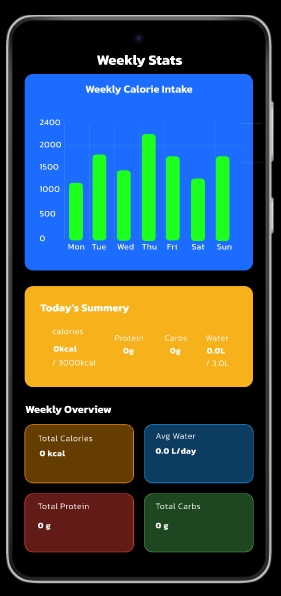 Weekly Stats
Weekly Calorie Intake
2400
2000
1500
1000
500
0
Mon Tue Wed Thu Fri Sat Sun
Today's Summery
calories Protein Carbs Water
0kcal 0g 0g 0.0L
/ 3000kcal / 3.0L
Weekly Overview
Total Calories
0 kcal
Avg Water
0.0 L/day
Total Protein
0 g
Total Carbs
0 g